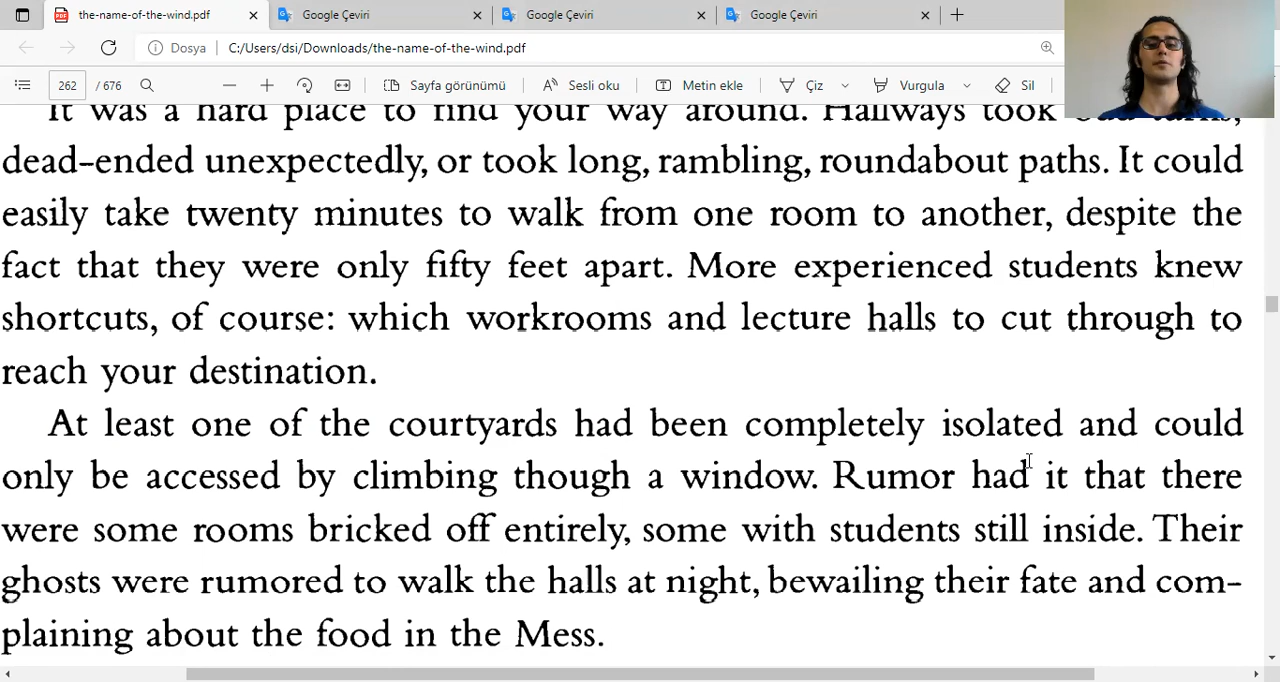 the-name-of-the-wind.pdf
Google Çeviri
Google Çeviri
Google Çeviri
Dosya
C:/Users/dsi/Downloads/the-name-of-the-wind.pdf
262 / 676
Sayfa görünümü
Sesli oku
Metin ekle
Çiz
Vurgula
Sil
It was a hard place to find your way around. Hallways took odd turns,
dead-ended unexpectedly, or took long, rambling, roundabout paths. It could
easily take twenty minutes to walk from one room to another, despite the
fact that they were only fifty feet apart. More experienced students knew
shortcuts, of course: which workrooms and lecture halls to cut through to
reach your destination.
At least one of the courtyards had been completely isolated and could
only be accessed by climbing though a window. Rumor had it that there
were some rooms bricked off entirely, some with students still inside. Their
ghosts were rumored to walk the halls at night, bewailing their fate and com-
plaining about the food in the Mess.